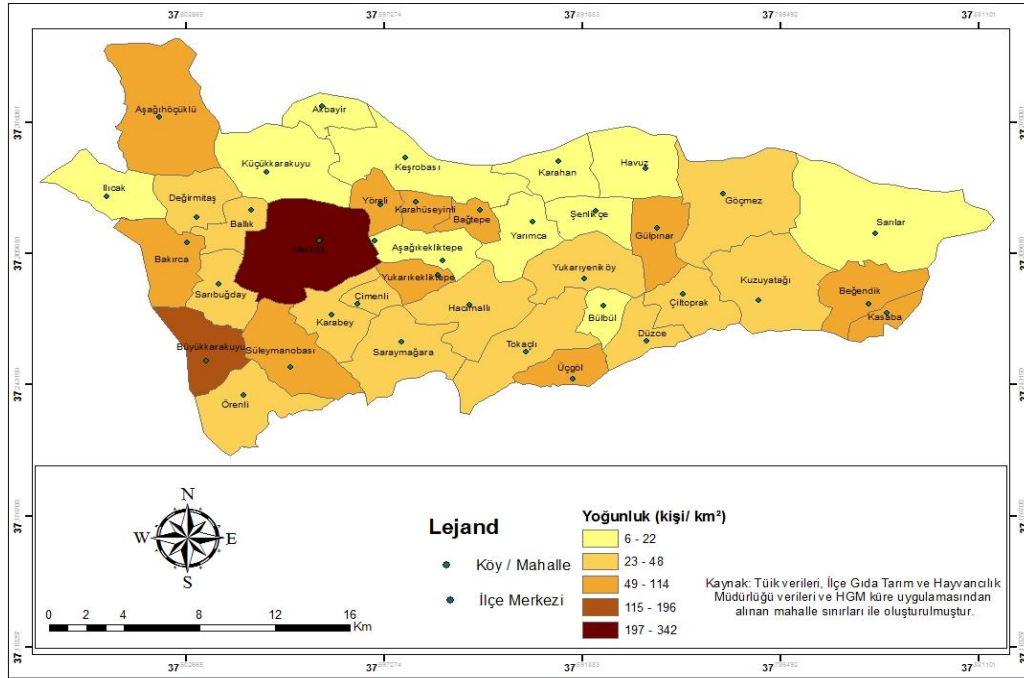 Aşağıhöçüklü
Akbayir
Küçükkarakuyu
Keşrobası
Karahan
Havuz
Ilıcak
Değirmitaş
Ballık
Yöreli
Karahüseyinli
Bağtepe
Yarımca
Şenlikçe
Göçmez
Gülpınar
Sarılar
Merkez
Aşağıkekliktepe
Bakırca
Sarıbuğday
Yukarıkekliktepe
Yukarıyeniköy
Kuzuyatağı
Çimenli
Hacımallı
Çiltoprak
Beğendik
Kasaba
Karabey
Bülbül
Düzce
Büyükkarakuyu
Süleymanobası
Saraymağara
Tokaçlı
Üçgöl
Örenli
N
W
E
S
0 2 4 8 12 16
Km
Lejand
Köy / Mahalle
İlçe Merkezi
Yoğunluk (kişi/ km²)
6 - 22
23 - 48
49 - 114
115 - 196
197 - 342
Kaynak: Tüik verileri, İlçe Gıda Tarım ve Hayvancılık
Müdürlüğü verileri ve HGM küre uygulamasından
alınan mahalle sınırları ile oluşturulmuştur.